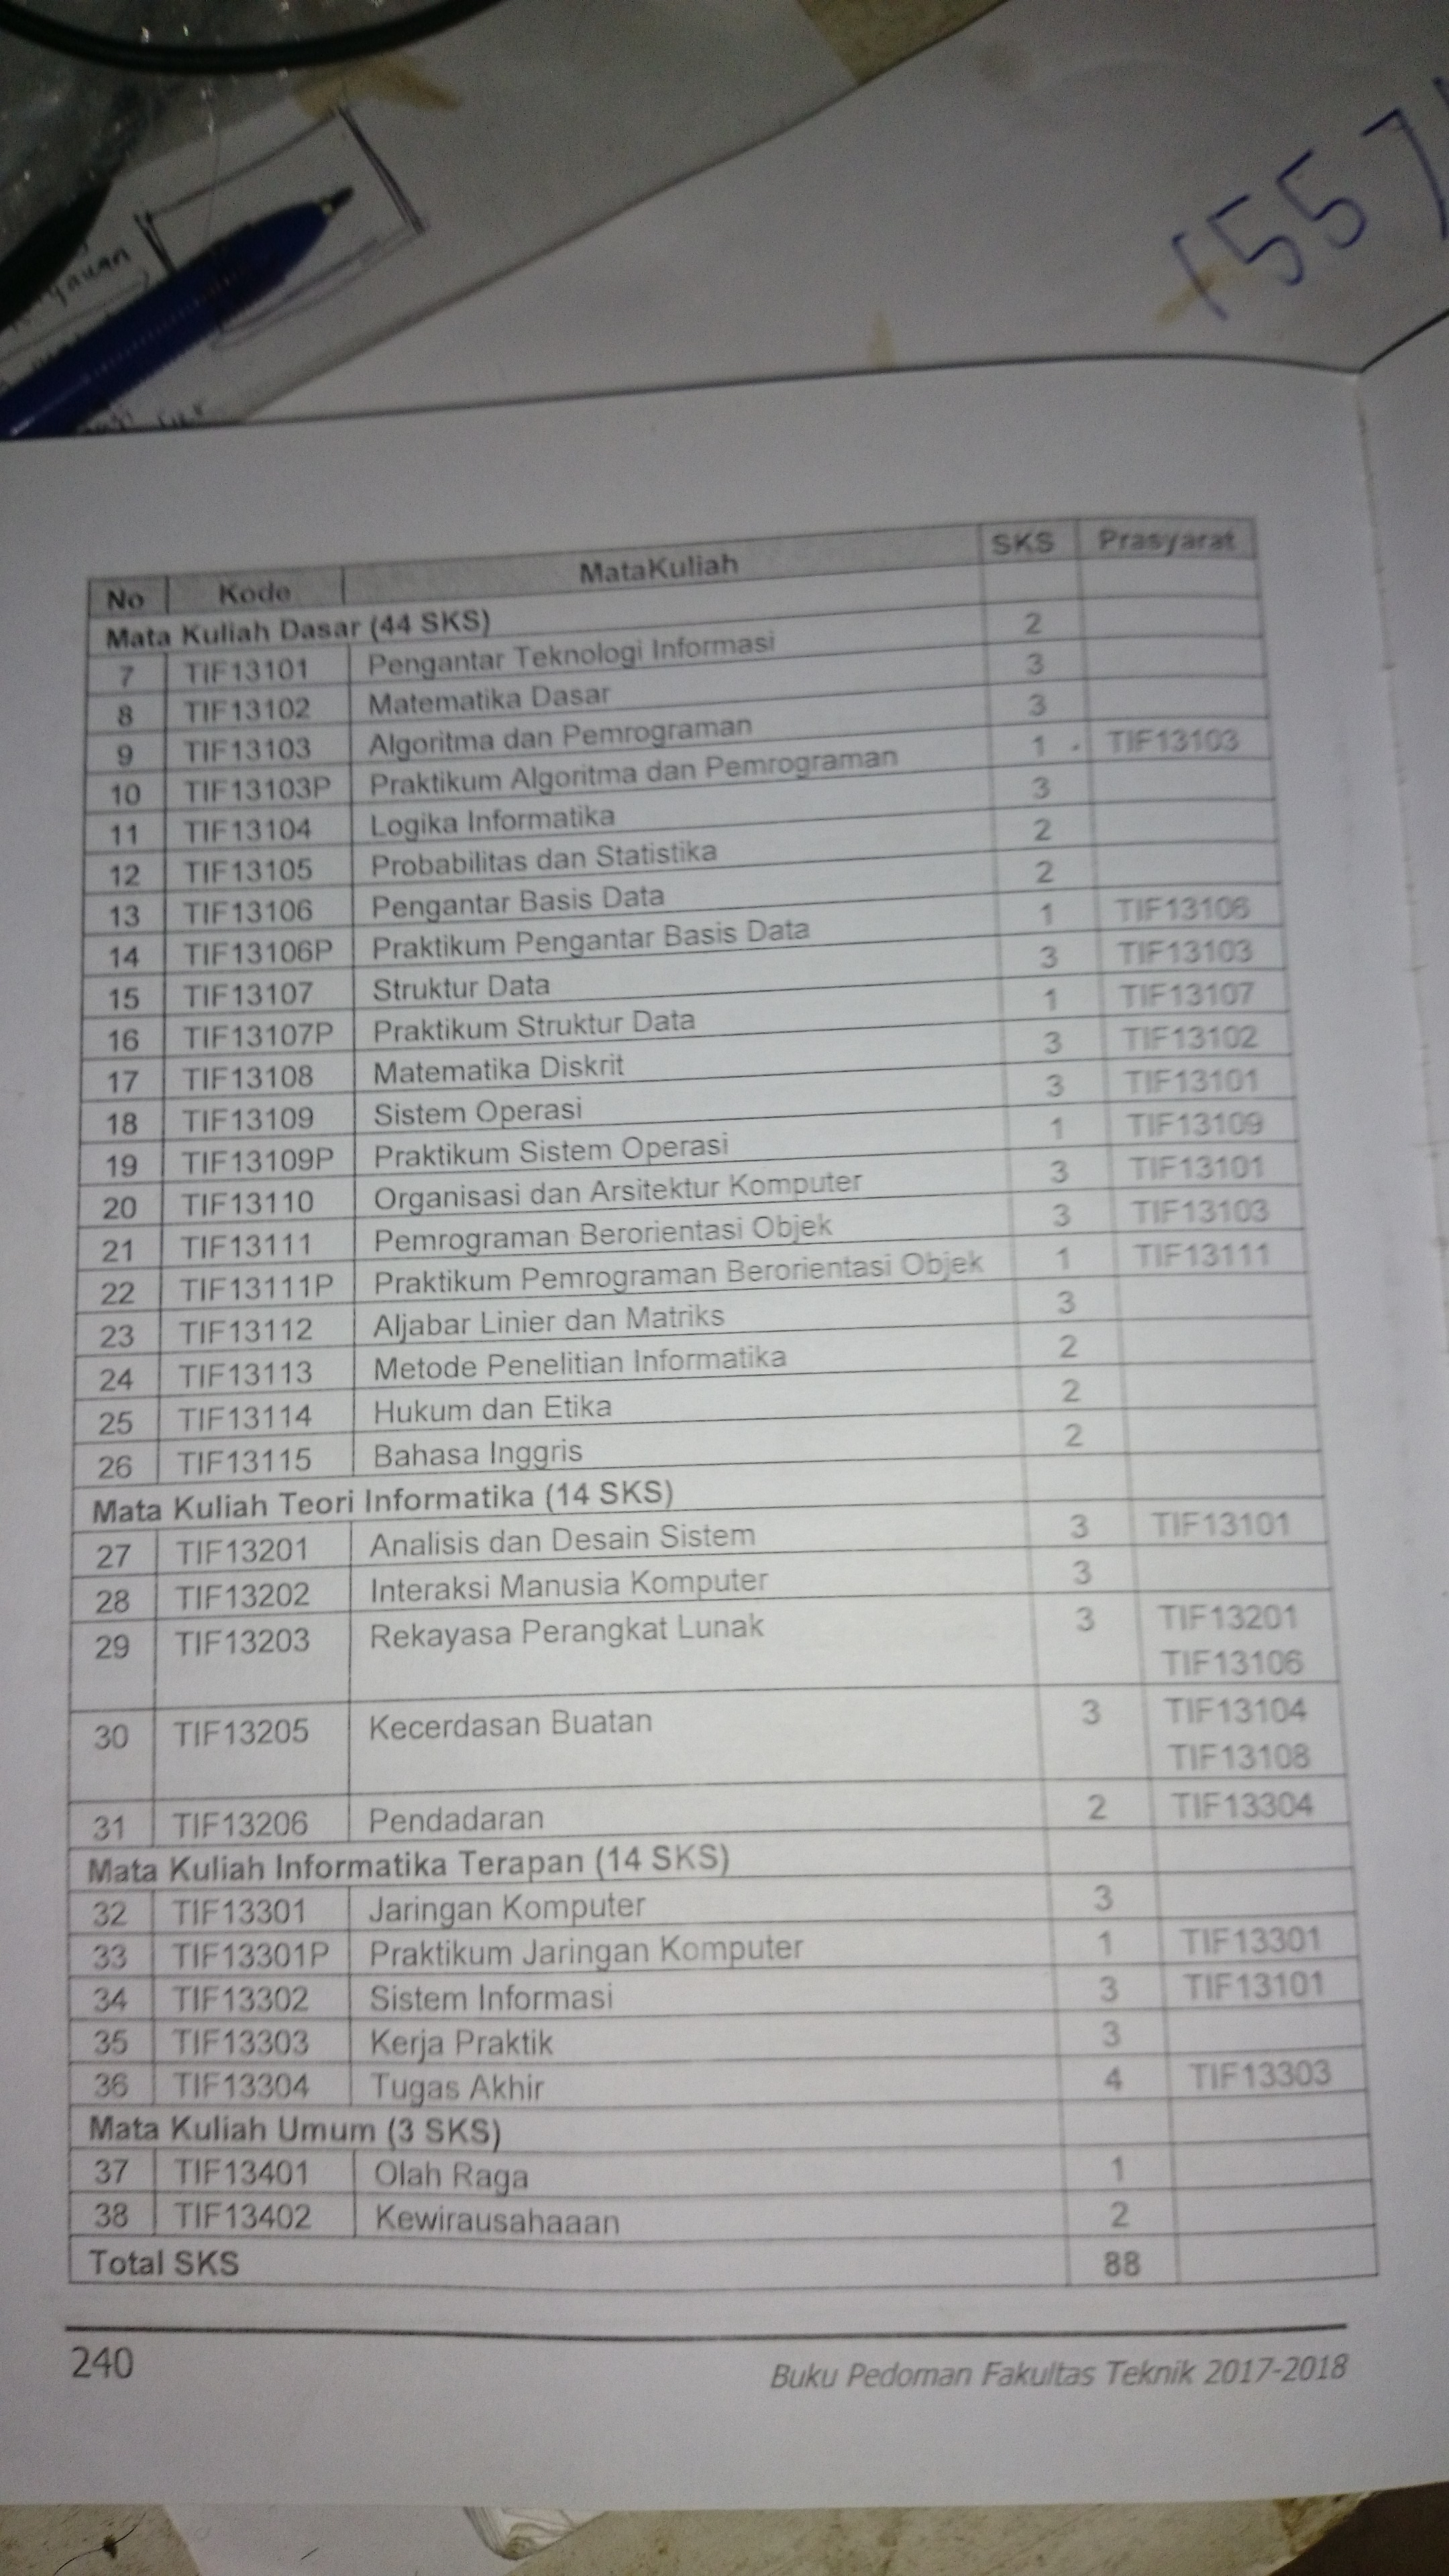 155
No Kode MataKuliah SKS Prasyarat
Mata Kuliah Dasar (44 SKS)
7 TIF13101 Pengantar Teknologi Informasi 2
8 TIF13102 Matematika Dasar 3
9 TIF13103 Algoritma dan Pemrograman 3
10 TIF13103P Praktikum Algoritma dan Pemrograman 1 TIF13103
11 TIF13104 Logika Informatika 3
12 TIF13105 Probabilitas dan Statistika 2
13 TIF13106 Pengantar Basis Data 2
14 TIF13106P Praktikum Pengantar Basis Data 1 TIF13106
15 TIF13107 Struktur Data 3 TIF13103
16 TIF13107P Praktikum Struktur Data 1 TIF13107
17 TIF13108 Matematika Diskrit 3 TIF13102
18 TIF13109 Sistem Operasi 3 TIF13101
19 TIF13109P Praktikum Sistem Operasi 1 TIF13109
20 TIF13110 Organisasi dan Arsitektur Komputer 3 TIF13101
21 TIF13111 Pemrograman Berorientasi Objek 3 TIF13103
22 TIF13111P Praktikum Pemrograman Berorientasi Objek 1 TIF13111
23 TIF13112 Aljabar Linier dan Matriks 3
24 TIF13113 Metode Penelitian Informatika 2
25 TIF13114 Hukum dan Etika 2
26 TIF13115 Bahasa Inggris 2
Mata Kuliah Teori Informatika (14 SKS)
27 TIF13201 Analisis dan Desain Sistem 3 TIF13101
28 TIF13202 Interaksi Manusia Komputer 3
29 TIF13203 Rekayasa Perangkat Lunak 3 TIF13201
TIF13106
30 TIF13205 Kecerdasan Buatan 3 TIF13104
TIF13108
31 TIF13206 Pendadaran 2 TIF13304
Mata Kuliah Informatika Terapan (14 SKS)
32 TIF13301 Jaringan Komputer 3
33 TIF13301P Praktikum Jaringan Komputer 1 TIF13301
34 TIF13302 Sistem Informasi 3 TIF13101
35 TIF13303 Kerja Praktik 3
36 TIF13304 Tugas Akhir 4 TIF13303
Mata Kuliah Umum (3 SKS)
37 TIF13401 Olah Raga 1
38 TIF13402 Kewirausahaaan 2
Total SKS 88
240 Buku Pedoman Fakultas Teknik 2017-2018